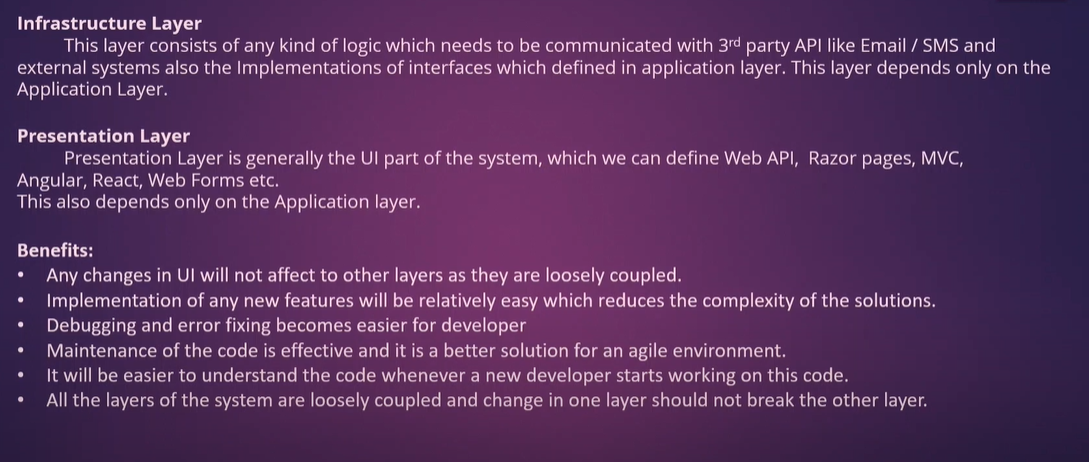 Infrastructure Layer
This layer consists of any kind of logic which needs to be communicated with 3rd party API like Email / SMS and
external systems also the Implementations of interfaces which defined in application layer. This layer depends only on the
Application Layer.
Presentation Layer
Presentation Layer is generally the UI part of the system, which we can define Web API, Razor pages, MVC,
Angular, React, Web Forms etc.
This also depends only on the Application layer.
Benefits:
• Any changes in UI will not affect to other layers as they are loosely coupled.
• Implementation of any new features will be relatively easy which reduces the complexity of the solutions.
• Debugging and error fixing becomes easier for developer
• Maintenance of the code is effective and it is a better solution for an agile environment.
• It will be easier to understand the code whenever a new developer starts working on this code.
• All the layers of the system are loosely coupled and change in one layer should not break the other layer.